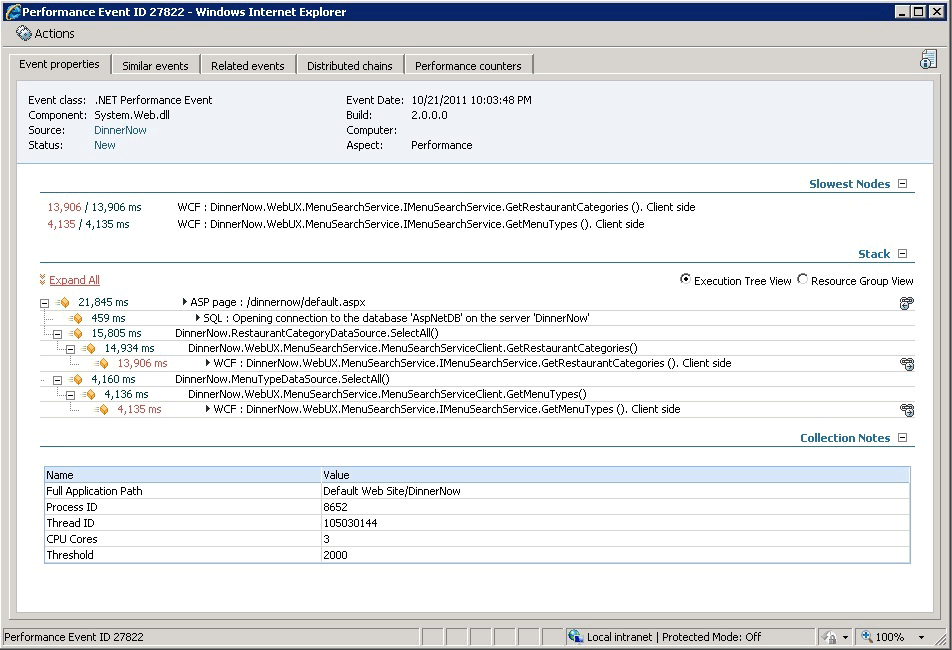 Performance Event ID 27822 - Windows Internet Explorer
Actions
Event properties Similar events Related events Distributed chains Performance counters
Event class: .NET Performance Event Event Date: 10/21/2011 10:03:48 PM
Component: System.Web.dll Build: 2.0.0.0
Source: DinnerNow Computer:
Status: New Aspect: Performance
Slowest Nodes
13,906 / 13,906 ms WCF : DinnerNow.WebUX.MenuSearchService.IMenuSearchService.GetRestaurantCategories (). Client side
4,135 / 4,135 ms WCF : DinnerNow.WebUX.MenuSearchService.IMenuSearchService.GetMenuTypes (). Client side
Stack
Expand All Execution Tree View Resource Group View
21,845 ms ASP page : /dinnernow/default.aspx
459 ms SQL : Opening connection to the database 'AspNetDB' on the server 'DinnerNow'
15,805 ms DinnerNow.RestaurantCategoryDataSource.SelectAll()
14,934 ms DinnerNow.WebUX.MenuSearchService.MenuSearchServiceClient.GetRestaurantCategories()
13,906 ms WCF : DinnerNow.WebUX.MenuSearchService.IMenuSearchService.GetRestaurantCategories (). Client side
4,160 ms DinnerNow.MenuTypeDataSource.SelectAll()
4,136 ms DinnerNow.WebUX.MenuSearchService.MenuSearchServiceClient.GetMenuTypes()
4,135 ms WCF : DinnerNow.WebUX.MenuSearchService.IMenuSearchService.GetMenuTypes (). Client side
Collection Notes
Name Value
Full Application Path Default Web Site/DinnerNow
Process ID 8652
Thread ID 105030144
CPU Cores 3
Threshold 2000
Performance Event ID 27822 Local intranet | Protected Mode: Off 100%